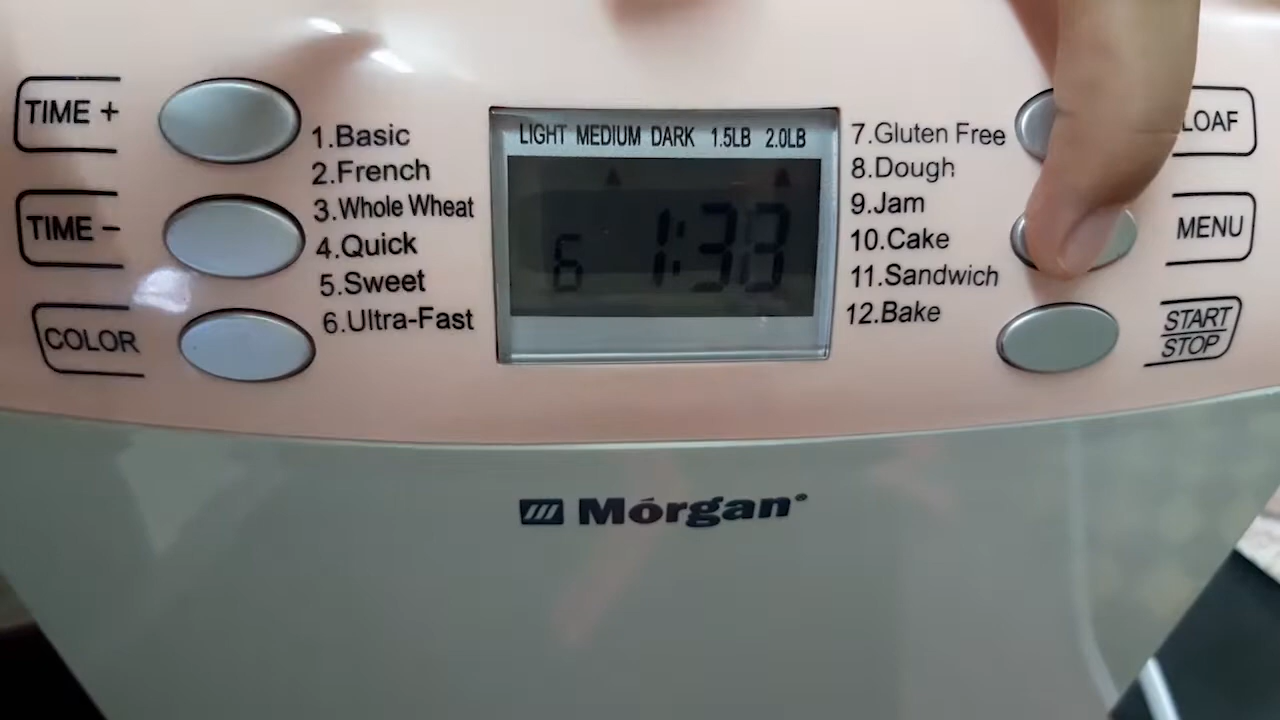 TIME +
TIME −
COLOR
1.Basic
2.French
3.Whole Wheat
4.Quick
5.Sweet
6.Ultra-Fast
LIGHT MEDIUM DARK 1.5LB 2.0LB
6 1:33
7.Gluten Free
8.Dough
9.Jam
10.Cake
11.Sandwich
12.Bake
LOAF
MENU
START
STOP
Mórgan®